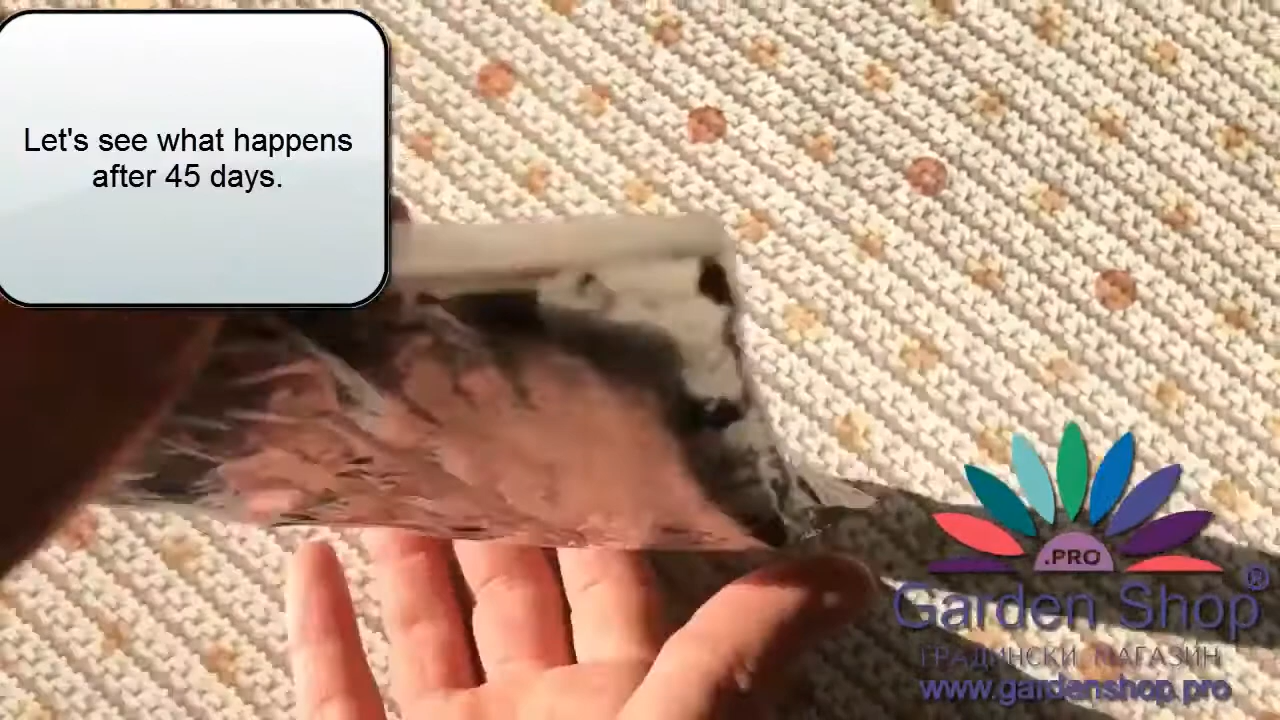 Let's see what happens
after 45 days.
.PRO
Garden Shop®
ГРАДИНСКИ МАГАЗИН
www.gardenshop.pro